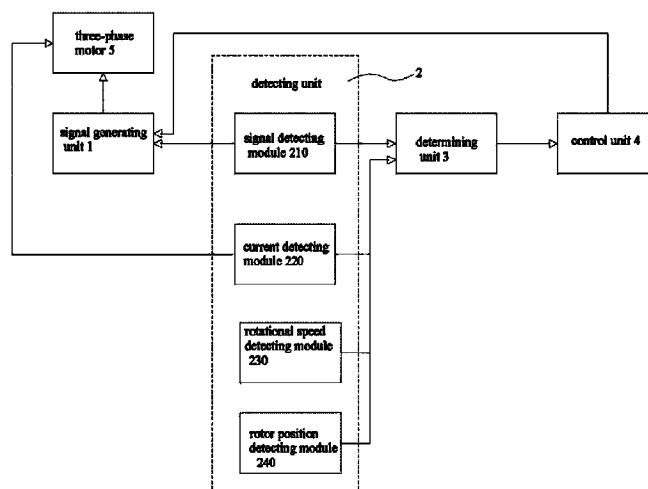 three-phase
motor 5
2
detecting unit
signal generating
unit 1
signal detecting
module 210
determining
unit 3
control unit 4
current detecting
module 220
rotational speed
detecting module
230
rotor position
detecting module
240